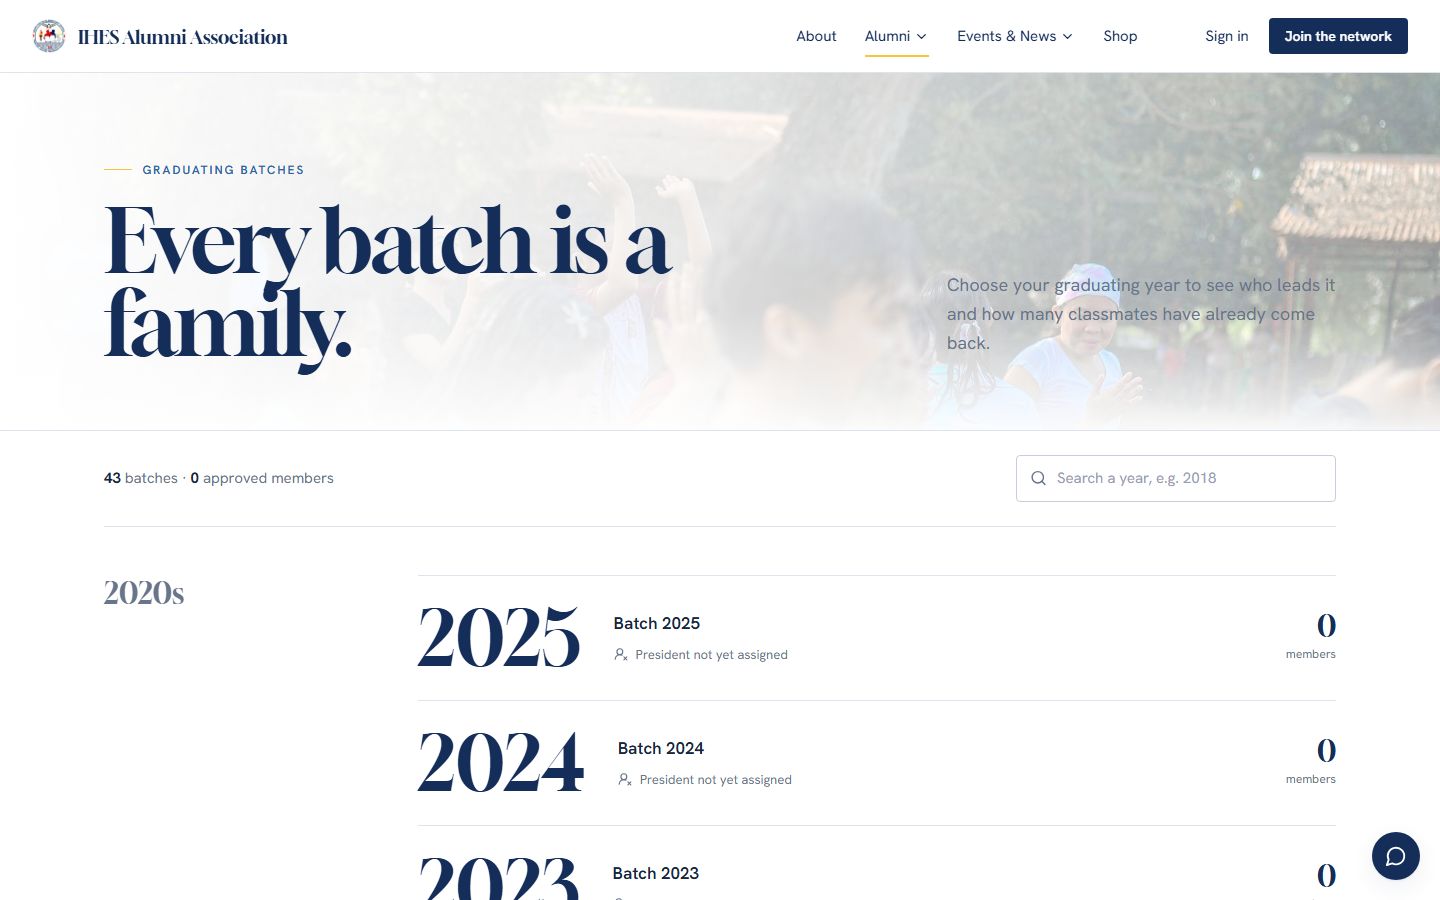 IHES Alumni Association
About
Alumni
Events & News
Shop
Sign in
Join the network
GRADUATING BATCHES
Every batch is a
family.
Choose your graduating year to see who leads it
and how many classmates have already come
back.
43 batches · 0 approved members
Search a year, e.g. 2018
2020s
2025
Batch 2025
President not yet assigned
0
members
2024
Batch 2024
President not yet assigned
0
members
2023
Batch 2023
0